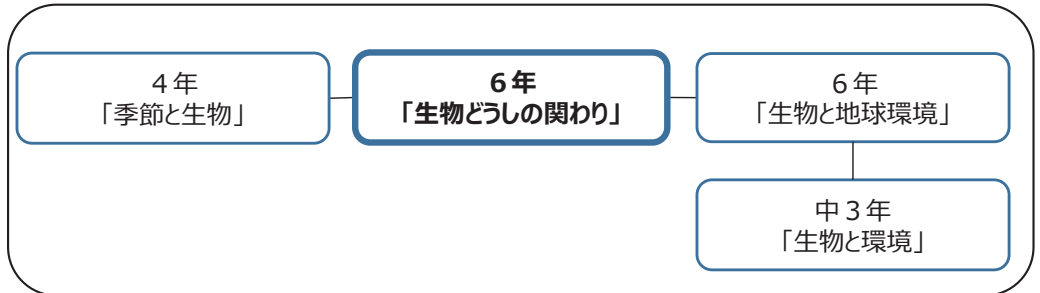 ４年
「季節と生物」
６年
「生物どうしの関わり」
６年
「生物と地球環境」
中３年
「生物と環境」